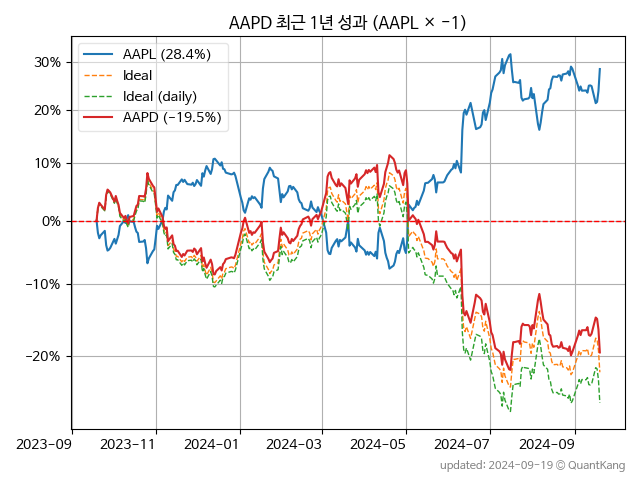 AAPD 최근 1년 성과 (AAPL × −1)
AAPL (28.4%)
Ideal
Ideal (daily)
AAPD (−19.5%)
30%
20%
10%
0%
−10%
−20%
2023−09
2023−11
2024−01
2024−03
2024−05
2024−07
2024−09
updated: 2024−09−19 © QuantKang